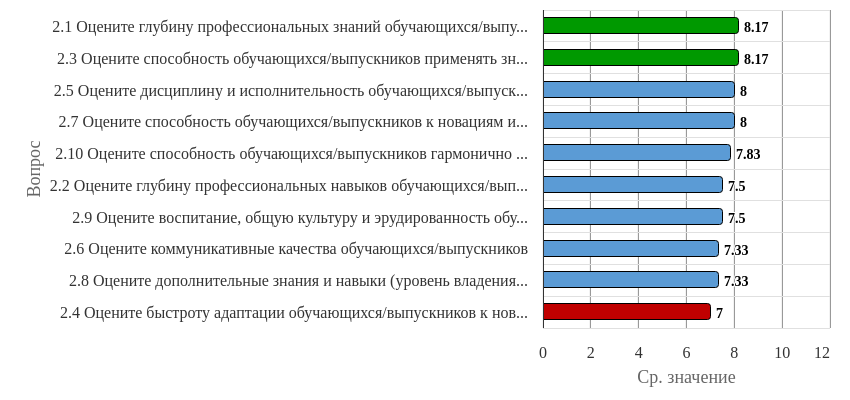 2.1 Оцените глубину профессиональных знаний обучающихся/выпу... 8.17
2.3 Оцените способность обучающихся/выпускников применять зн... 8.17
2.5 Оцените дисциплину и исполнительность обучающихся/выпуск... 8
2.7 Оцените способность обучающихся/выпускников к новациям и... 8
2.10 Оцените способность обучающихся/выпускников гармонично ... 7.83
2.2 Оцените глубину профессиональных навыков обучающихся/вып... 7.5
2.9 Оцените воспитание, общую культуру и эрудированность обу... 7.5
2.6 Оцените коммуникативные качества обучающихся/выпускников 7.33
2.8 Оцените дополнительные знания и навыки (уровень владения... 7.33
2.4 Оцените быстроту адаптации обучающихся/выпускников к нов... 7
Вопрос
0 2 4 6 8 10 12
Ср. значение